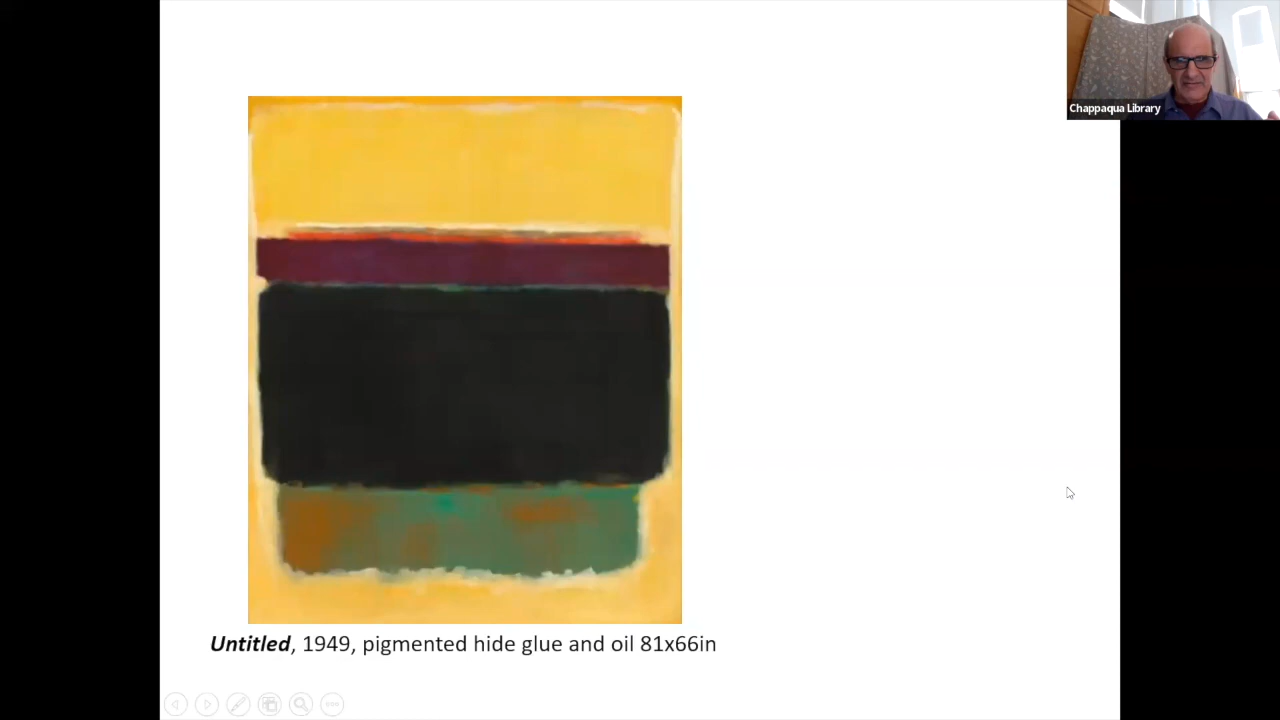 Chappaqua Library
Untitled, 1949, pigmented hide glue and oil 81x66in